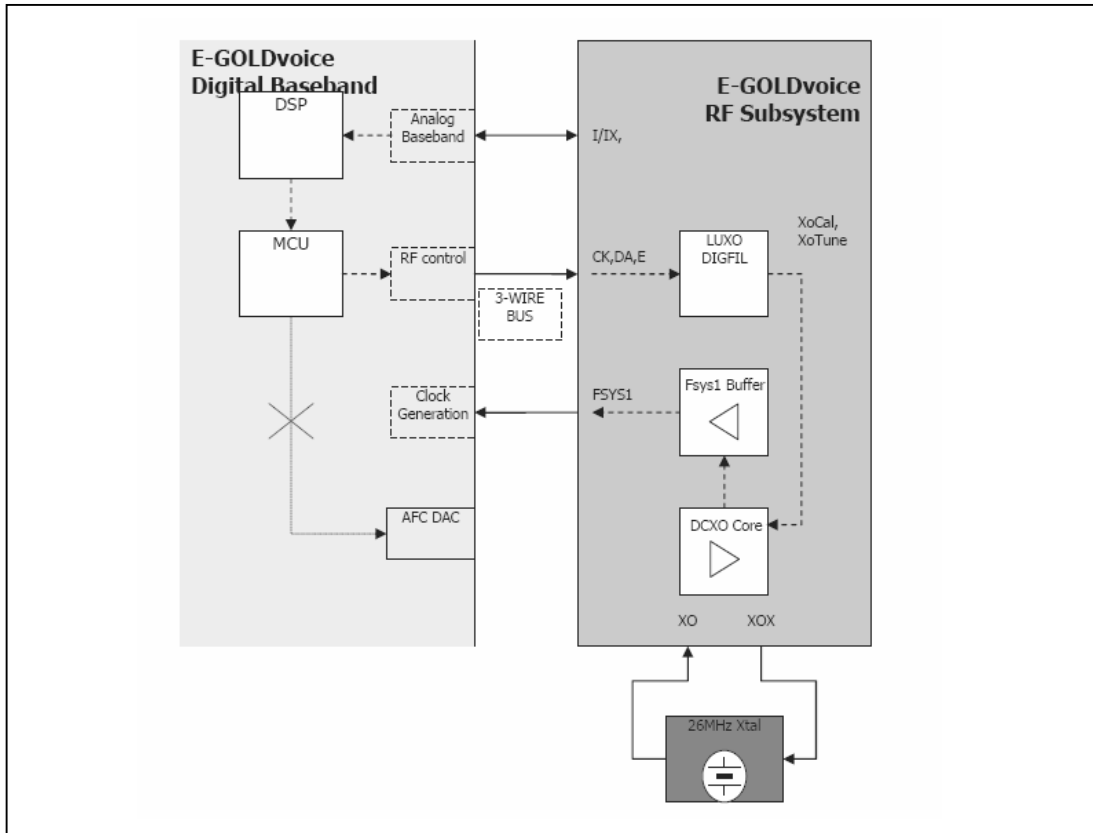 E-GOLDvoice
Digital Baseband
DSP
Analog
Baseband
I/IX,
E-GOLDvoice
RF Subsystem
MCU
RF control
3-WIRE
BUS
CK,DA,E
LUXO
DIGFIL
XoCal,
XoTune
Clock
Generation
FSYS1
Fsys1 Buffer
AFC DAC
DCXO Core
XO
XOX
26MHz Xtal